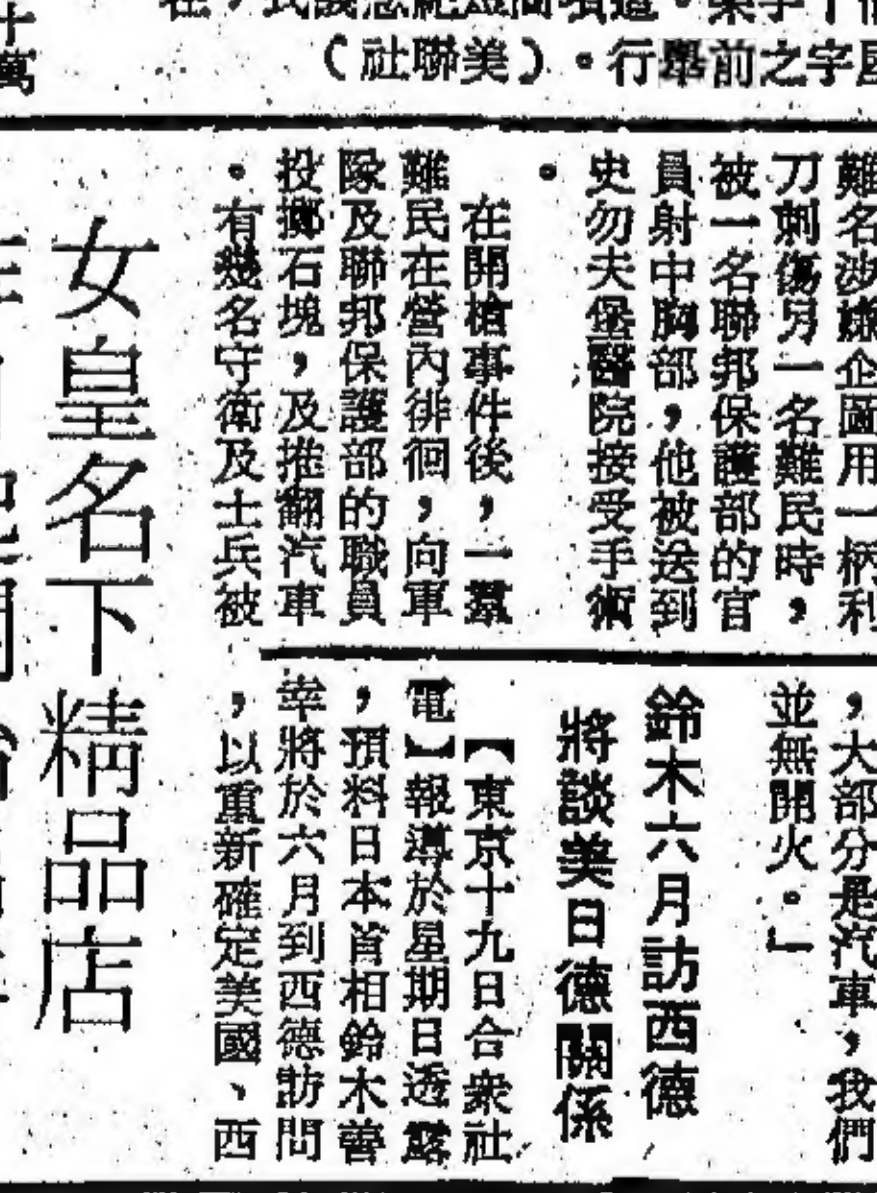 （社聯美）。行舉前之字
難名涉嫌企圖用一柄利
刀刺傷另一名難民時，
被一名聯邦保護部的官
員射中胸部，他被送到
史勿夫堡醫院接受手術
。
在開槍事件後，一羣
難民在營內徘徊，向軍
隊及聯邦保護部的職員
投擲石塊，及推翻汽車
。有幾名守衛及士兵被
，大部分是汽車，我們
並無開火。」
鈴木六月訪西德
將談美日德關係
【東京十九日合衆社
電】報導於星期日透露
，預料日本首相鈴木善
幸將於六月到西德訪問
，以重新確定美國、西
女皇名下精品店
十萬